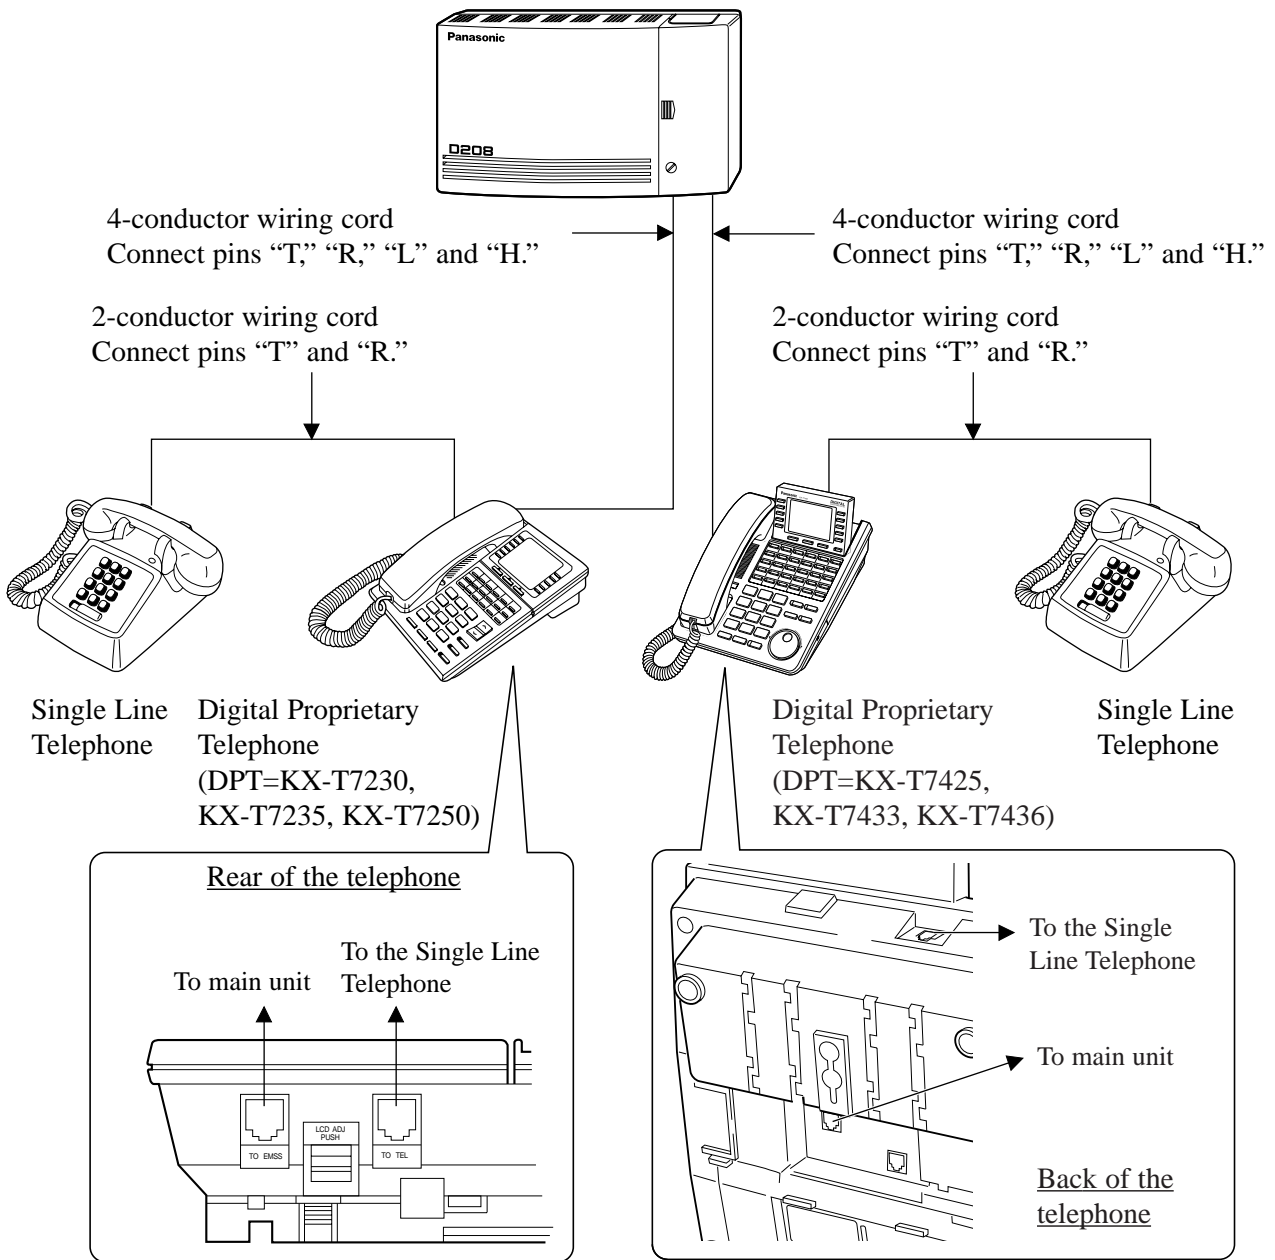 Panasonic
D208
4-conductor wiring cord
Connect pins “T,” “R,” “L” and “H.”
4-conductor wiring cord
Connect pins “T,” “R,” “L” and “H.”
2-conductor wiring cord
Connect pins “T” and “R.”
2-conductor wiring cord
Connect pins “T” and “R.”
Single Line
Telephone
Digital Proprietary
Telephone
(DPT=KX-T7230,
KX-T7235, KX-T7250)
Digital Proprietary
Telephone
(DPT=KX-T7425,
KX-T7433, KX-T7436)
Single Line
Telephone
Rear of the telephone
To main unit
To the Single Line
Telephone
LCD ADJ
PUSH
TO EMSS
TO TEL
To the Single
Line Telephone
To main unit
Back of the
telephone